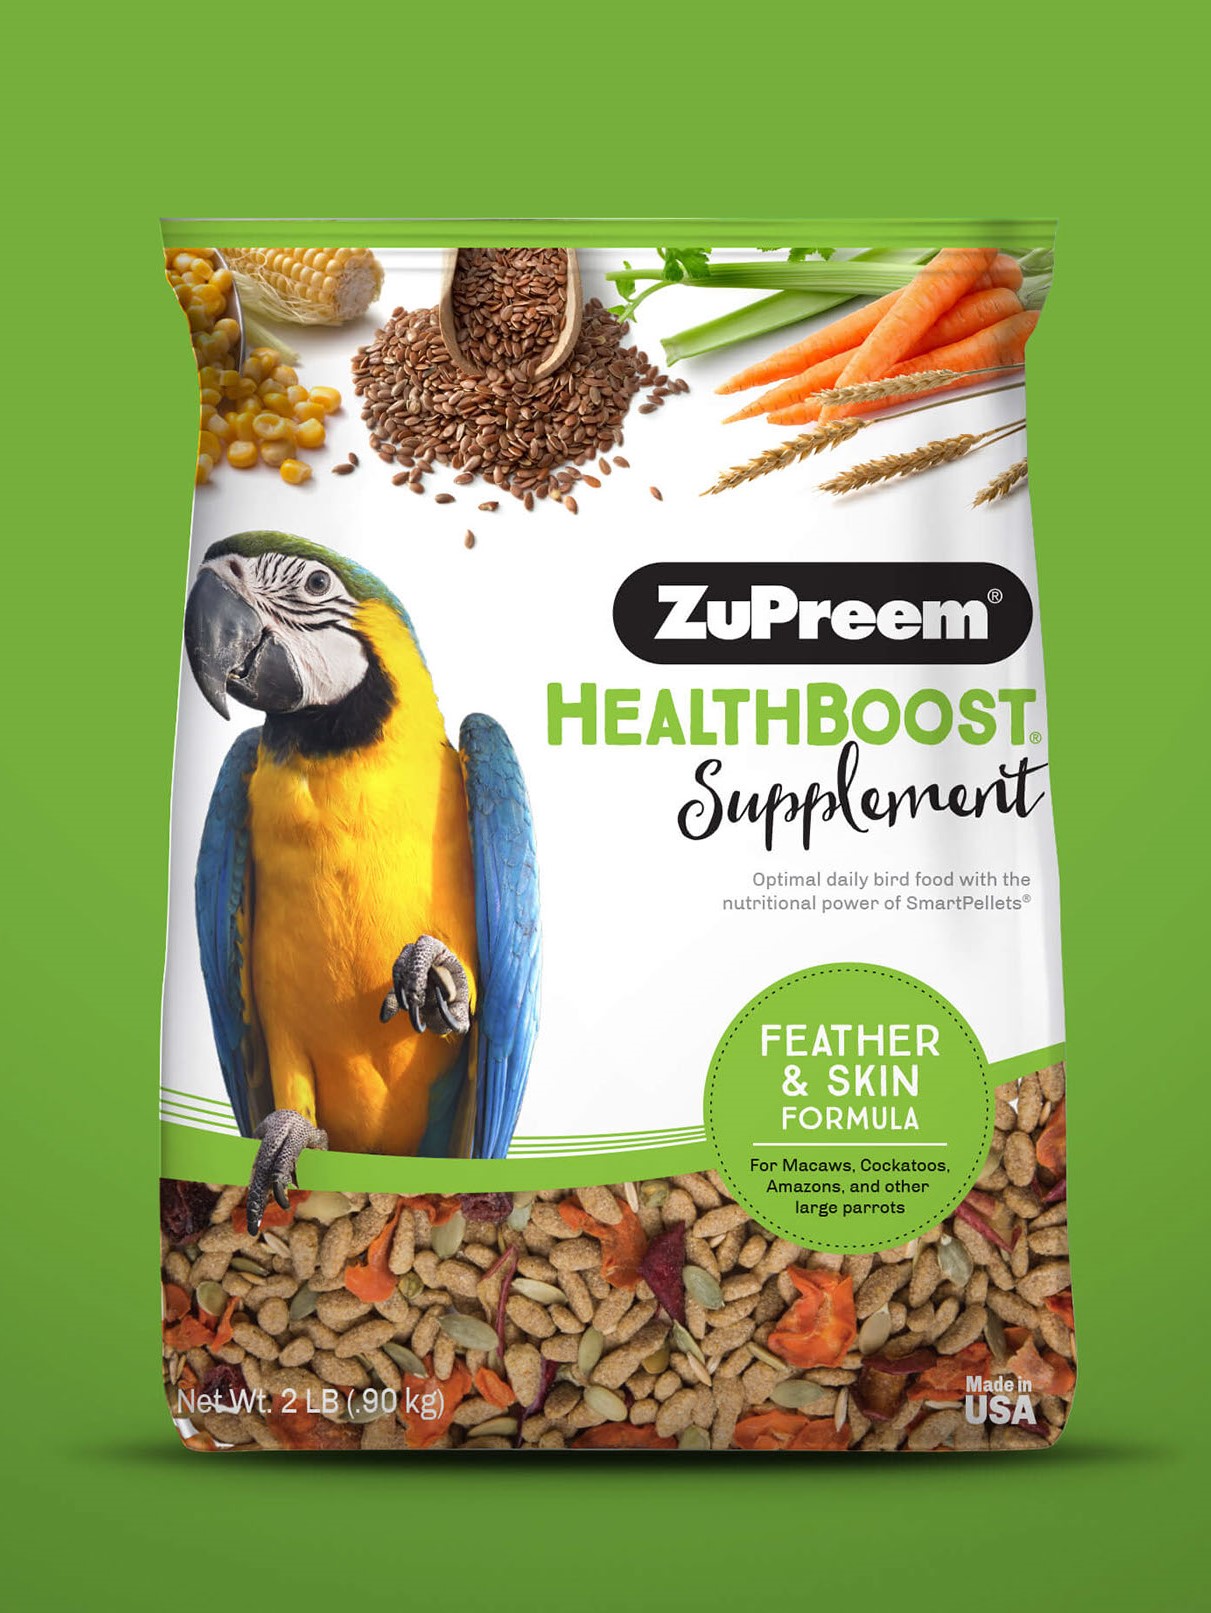 ZuPreem®
HEALTHBOOST®
Supplement
Optimal daily bird food with the
nutritional power of SmartPellets®
FEATHER
& SKIN
FORMULA
For Macaws, Cockatoos,
Amazons, and other
large parrots
Net Wt. 2 LB (.90 kg)
Made in
USA